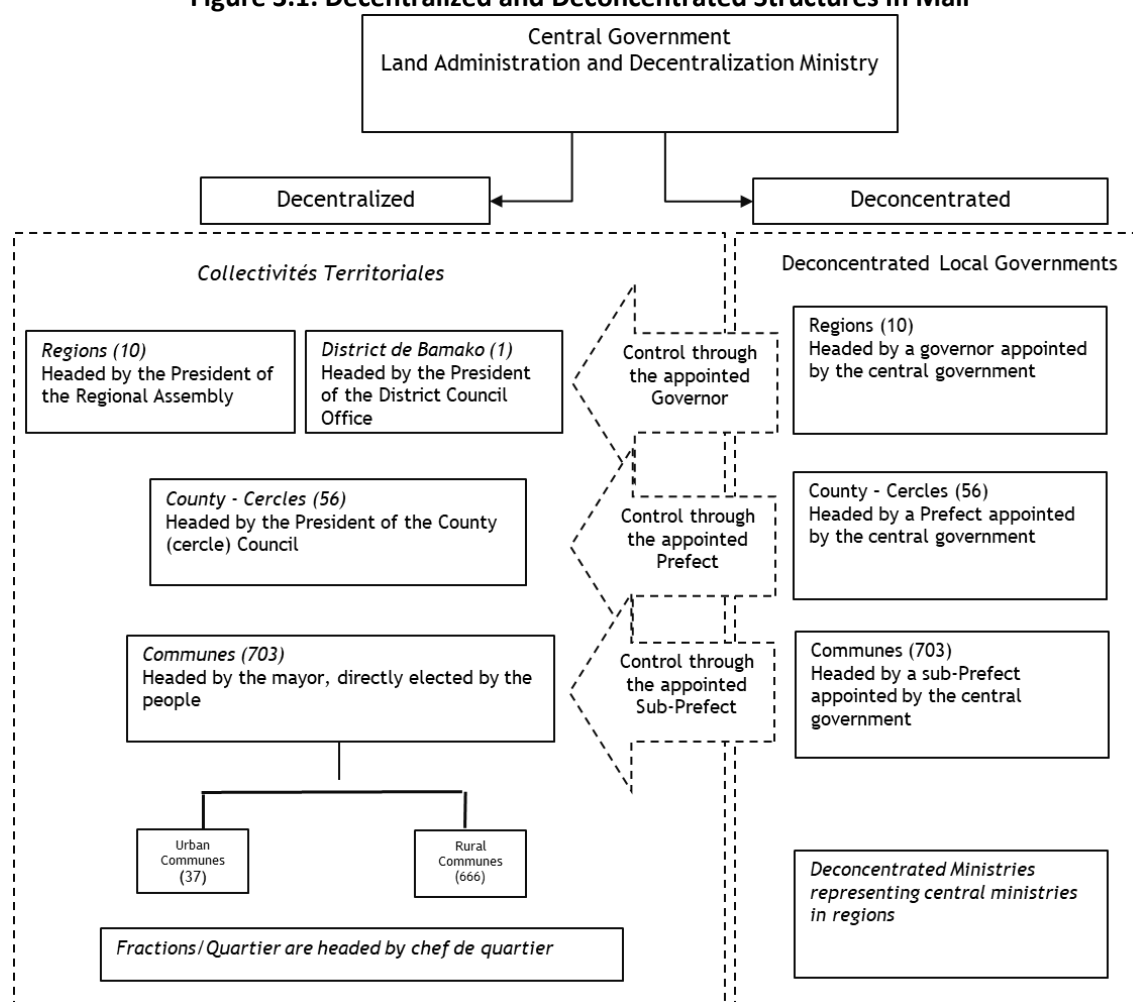 Figure 3.1: Decentralized and Deconcentrated Structures in Mali
Central Government
Land Administration and Decentralization Ministry
Decentralized
Deconcentrated
Collectivités Territoriales
Deconcentrated Local Governments
Regions (10)
Headed by the President of
the Regional Assembly
District de Bamako (1)
Headed by the President
of the District Council
Office
Control through
the appointed
Governor
Regions (10)
Headed by a governor appointed
by the central government
County - Cercles (56)
Headed by the President of the County
(cercle) Council
Control through
the appointed
Prefect
County - Cercles (56)
Headed by a Prefect appointed
by the central government
Communes (703)
Headed by the mayor, directly elected by the
people
Control through
the appointed
Sub-Prefect
Communes (703)
Headed by a sub-Prefect
appointed by the central
government
Urban
Communes
(37)
Rural
Communes
(666)
Deconcentrated Ministries
representing central ministries
in regions
Fractions/Quartier are headed by chef de quartier